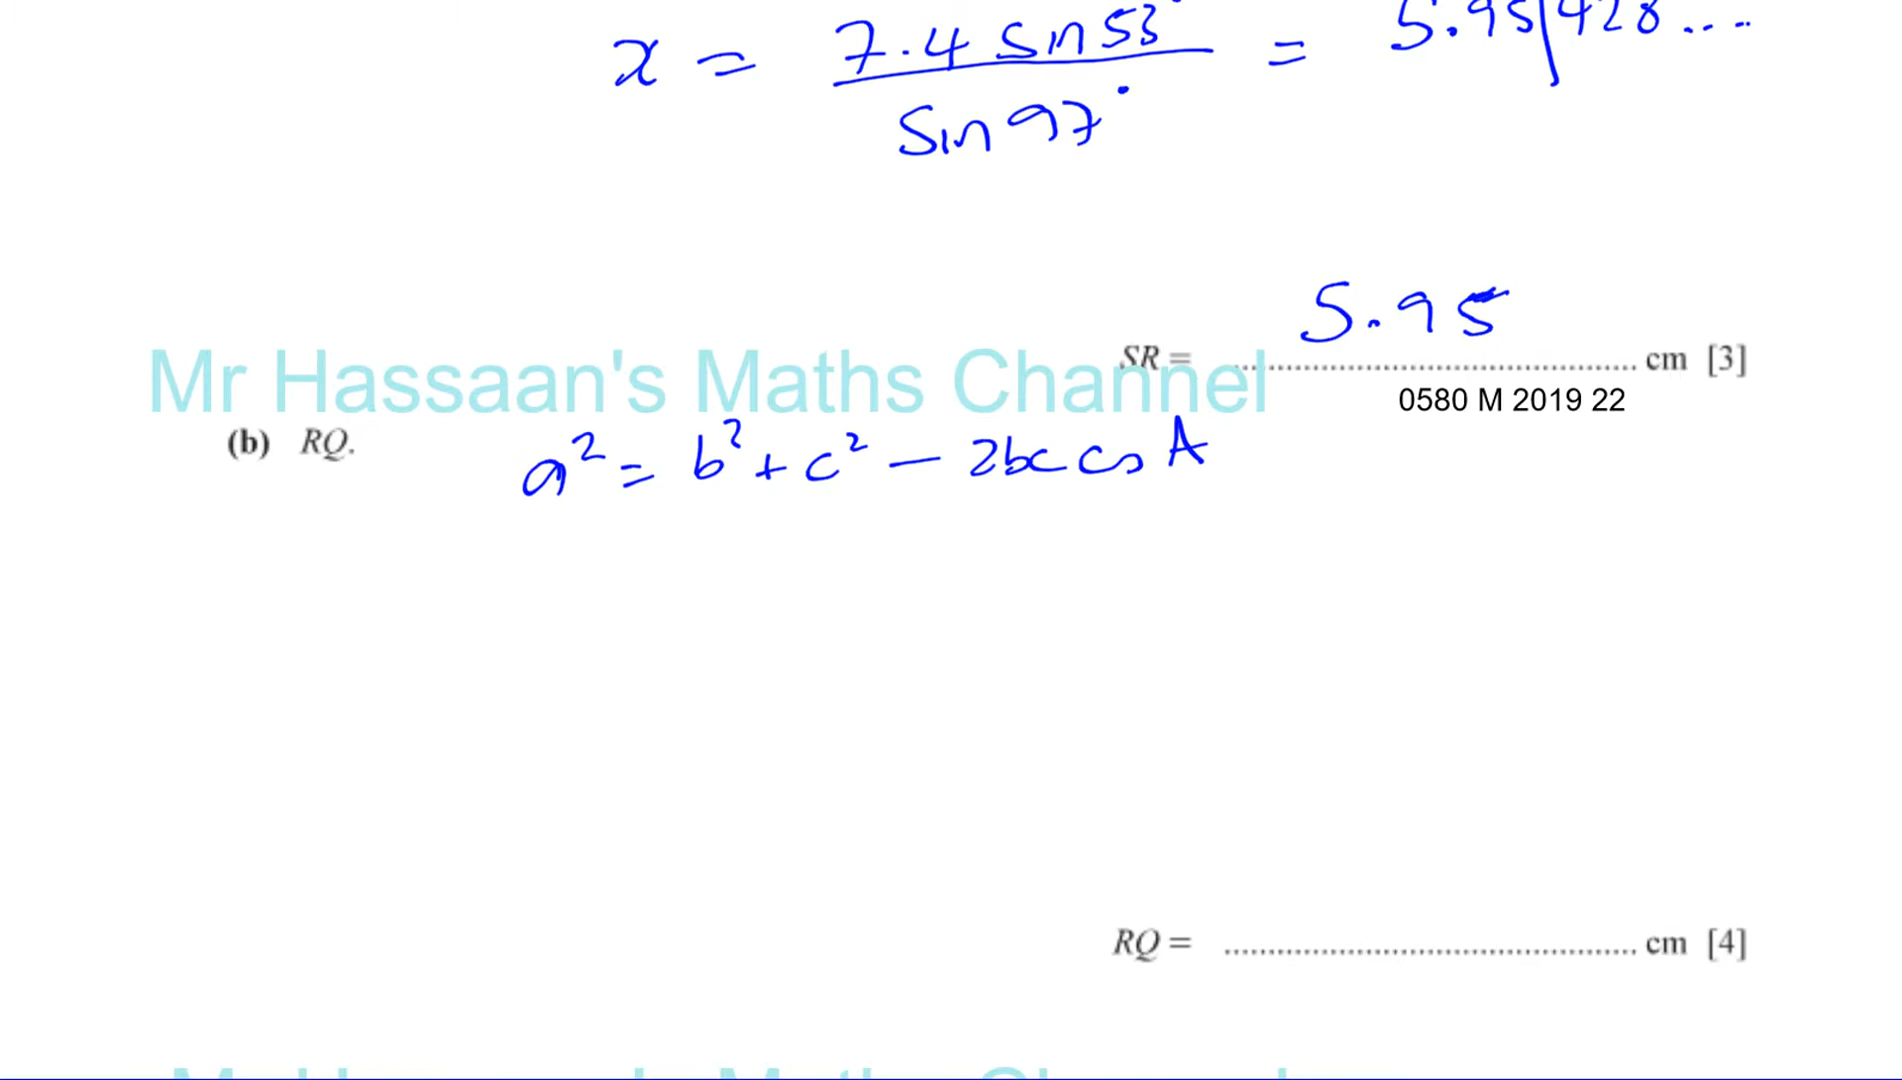 x = 7.4 sin 53° / sin 97° = 5.95|428...
5.95
SR = ........................................ cm [3]
Mr Hassaan's Maths Channel
0580 M 2019 22
(b) RQ.
a² = b² + c² - 2bc cos A
RQ = ........................................ cm [4]